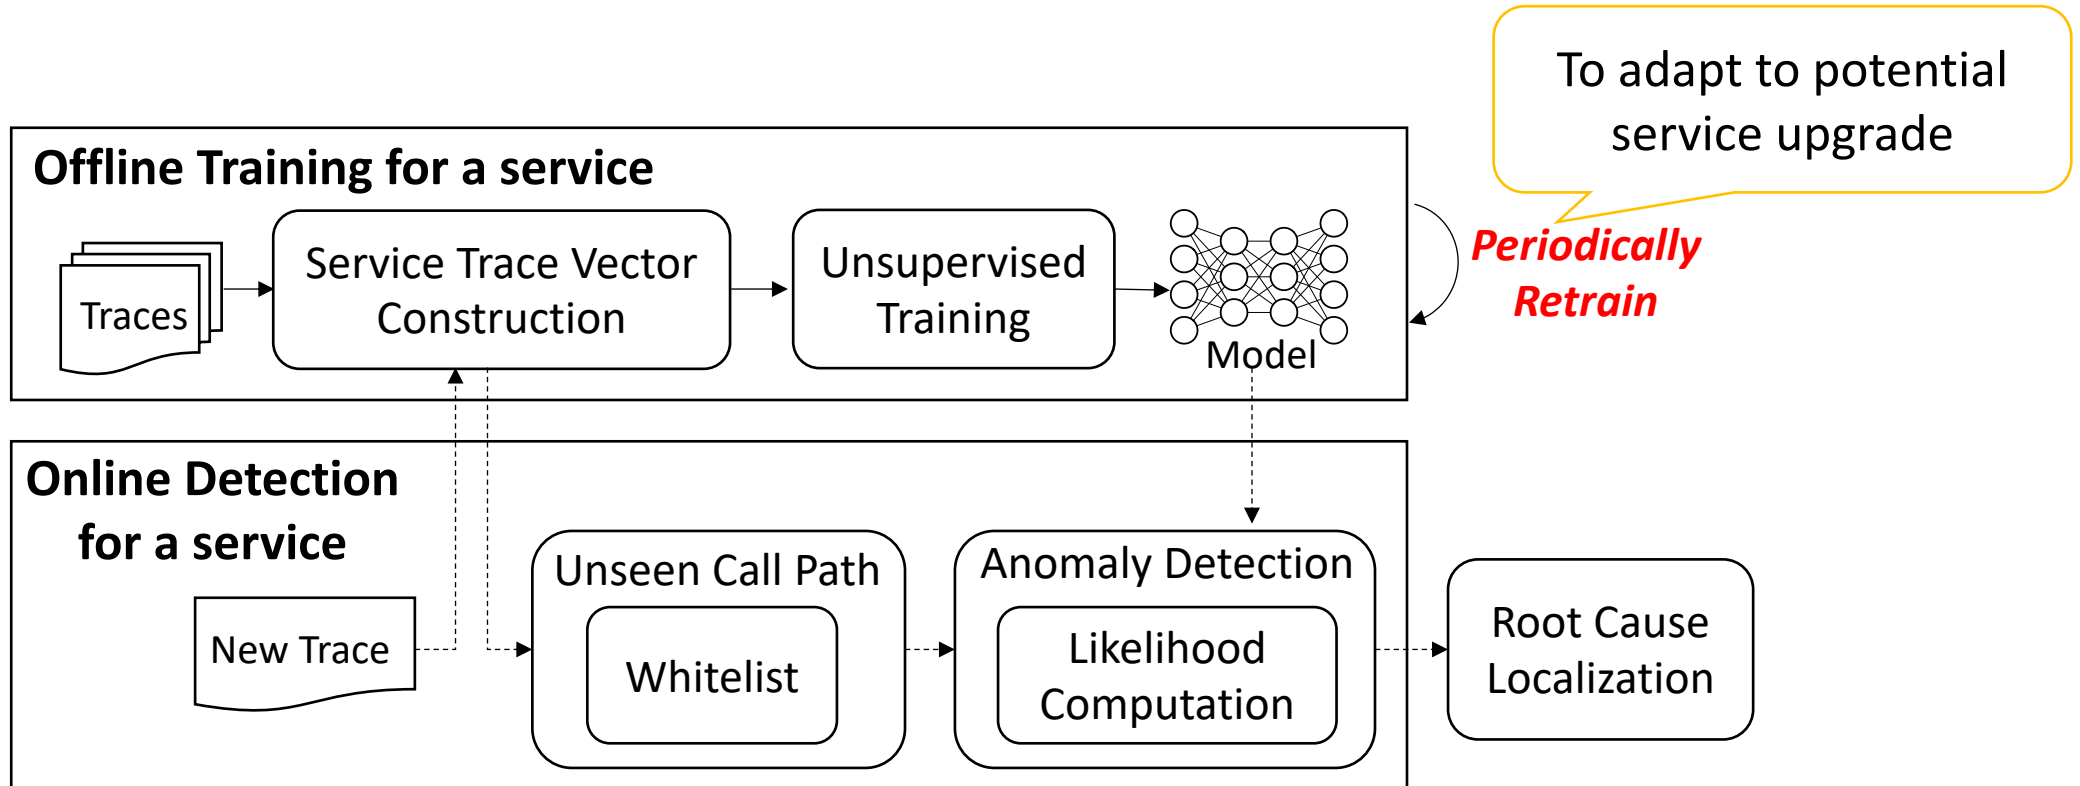 To adapt to potential
service upgrade
Offline Training for a service
Traces
Service Trace Vector
Construction
Unsupervised
Training
Model
Periodically
Retrain
Online Detection
for a service
New Trace
Unseen Call Path
Whitelist
Anomaly Detection
Likelihood
Computation
Root Cause
Localization